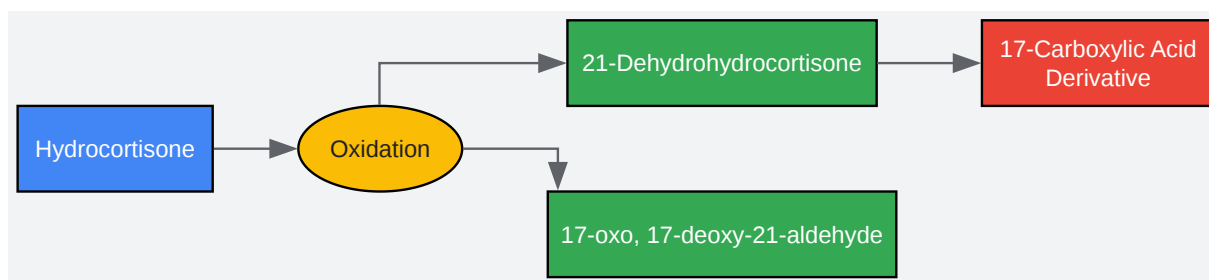 Hydrocortisone
Oxidation
21-Dehydrohydrocortisone
17-Carboxylic Acid
Derivative
17-oxo, 17-deoxy-21-aldehyde